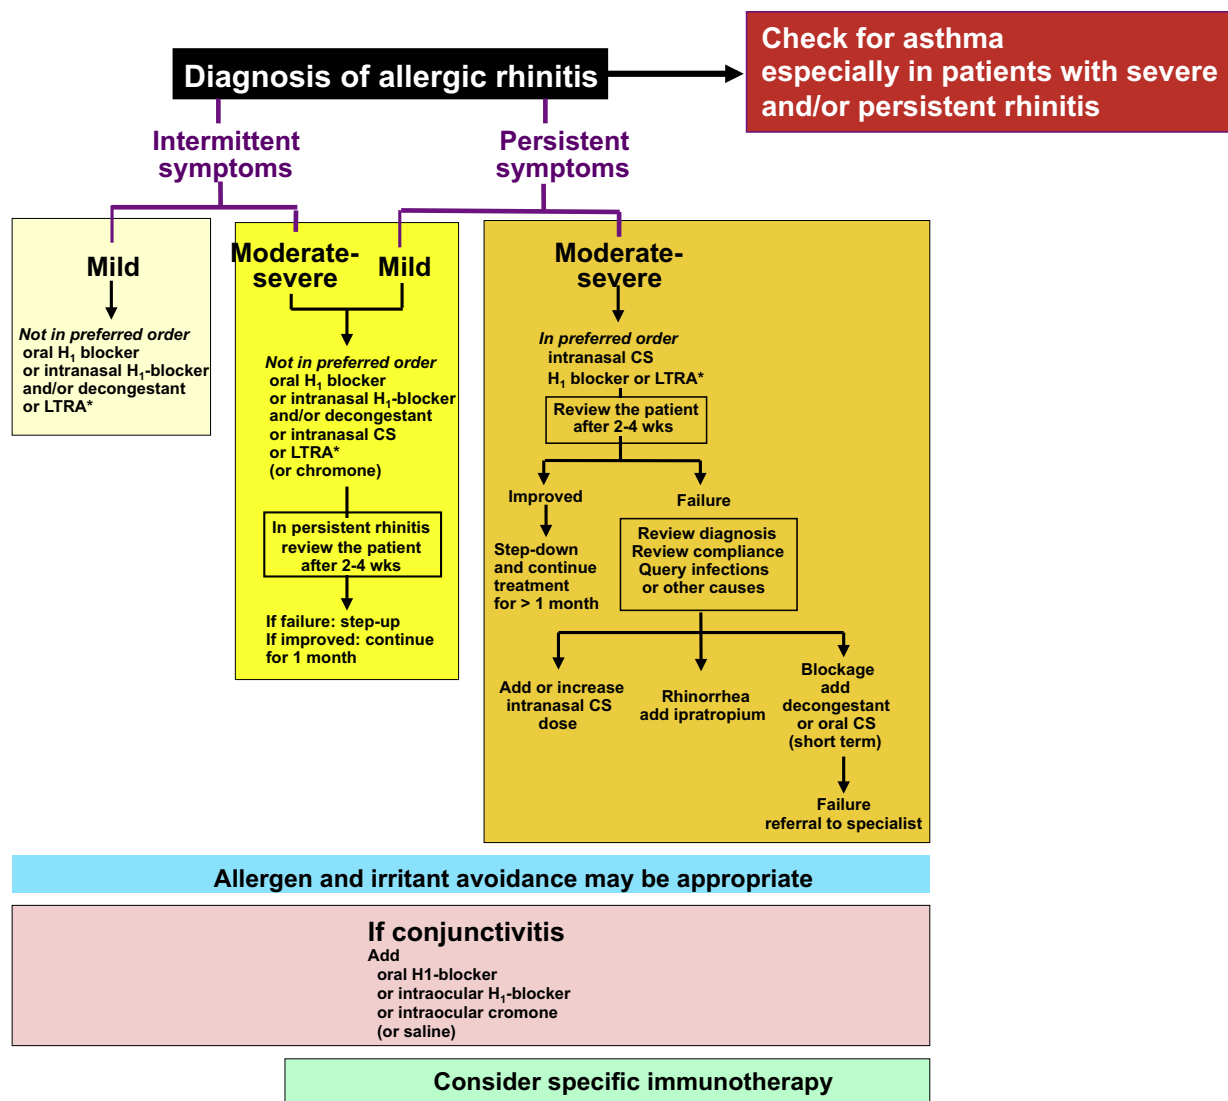 Diagnosis of allergic rhinitis
Check for asthma
especially in patients with severe
and/or persistent rhinitis
Intermittent
symptoms
Persistent
symptoms
Mild
Not in preferred order
oral H₁ blocker
or intranasal H₁-blocker
and/or decongestant
or LTRA*
Moderate-
severe
Mild
Not in preferred order
oral H₁ blocker
or intranasal H₁-blocker
and/or decongestant
or intranasal CS
or LTRA*
(or chromone)
In persistent rhinitis
review the patient
after 2-4 wks
If failure: step-up
If improved: continue
for 1 month
Moderate-
severe
In preferred order
intranasal CS
H₁ blocker or LTRA*
Review the patient
after 2-4 wks
Improved
Step-down
and continue
treatment
for > 1 month
Failure
Review diagnosis
Review compliance
Query infections
or other causes
Add or increase
intranasal CS
dose
Rhinorrhea
add ipratropium
Blockage
add
decongestant
or oral CS
(short term)
Failure
referral to specialist
Allergen and irritant avoidance may be appropriate
If conjunctivitis
Add
oral H1-blocker
or intraocular H₁-blocker
or intraocular cromone
(or saline)
Consider specific immunotherapy